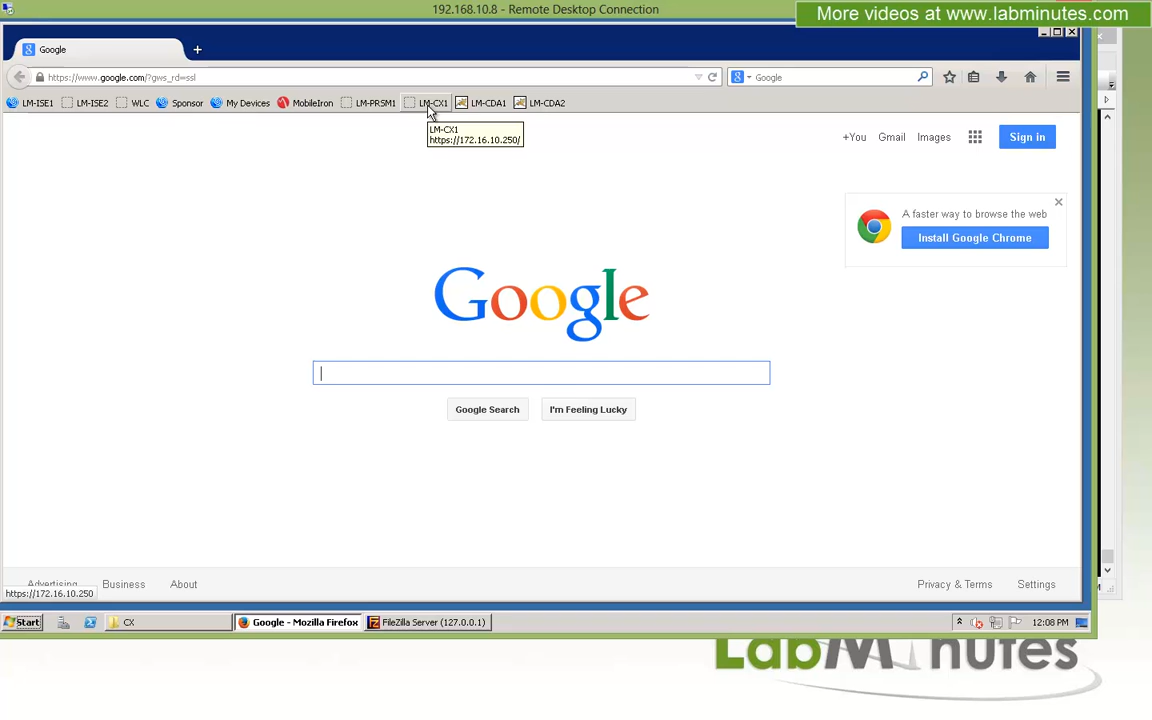 192.168.10.8 - Remote Desktop Connection
More videos at www.labminutes.com
Google
https://www.google.com/?gws_rd=ssl
Google
LM-ISE1
LM-ISE2
WLC
Sponsor
My Devices
MobileIron
LM-PRSM1
LM-CX1
LM-CDA1
LM-CDA2
LM-CX1
https://172.16.10.250/
+You
Gmail
Images
Sign in
A faster way to browse the web
Install Google Chrome
Google
Google Search
I'm Feeling Lucky
Advertising
Business
About
Privacy & Terms
Settings
https://172.16.10.250
Start
CX
Google - Mozilla Firefox
FileZilla Server (127.0.0.1)
12:08 PM
LabMinutes